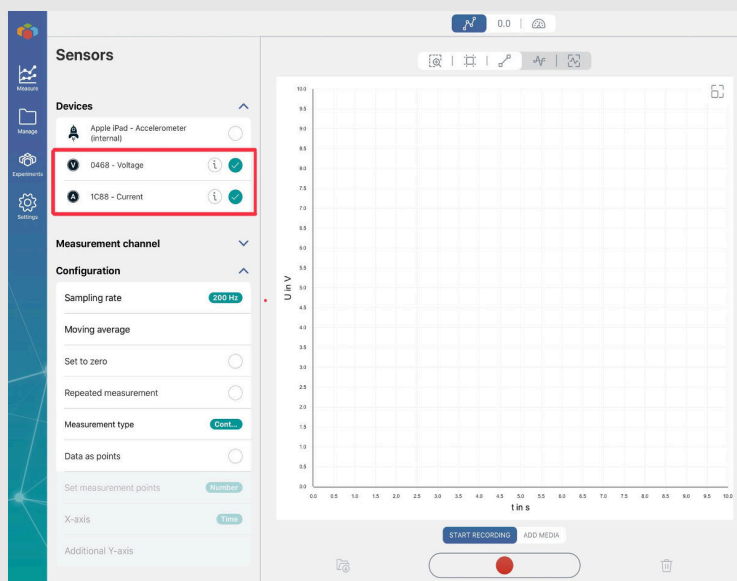 0.0
Sensors
Measure
Devices
Apple iPad - Accelerometer
(internal)
Manage
V 0468 - Voltage i
Experiments
A 1C88 - Current i
Settings
Measurement channel
Configuration
Sampling rate 200 Hz
Moving average
Set to zero
Repeated measurement
Measurement type Cont...
Data as points
Set measurement points Number
X-axis Time
Additional Y-axis
10.0
9.5
9.0
8.5
8.0
7.5
7.0
6.5
6.0
5.5
5.0
4.5
4.0
3.5
3.0
2.5
2.0
1.5
1.0
0.5
0.0
U in V
0.0 0.5 1.0 1.5 2.0 2.5 3.0 3.5 4.0 4.5 5.0 5.5 6.0 6.5 7.0 7.5 8.0 8.5 9.0 9.5 10.0
t in s
START RECORDING ADD MEDIA